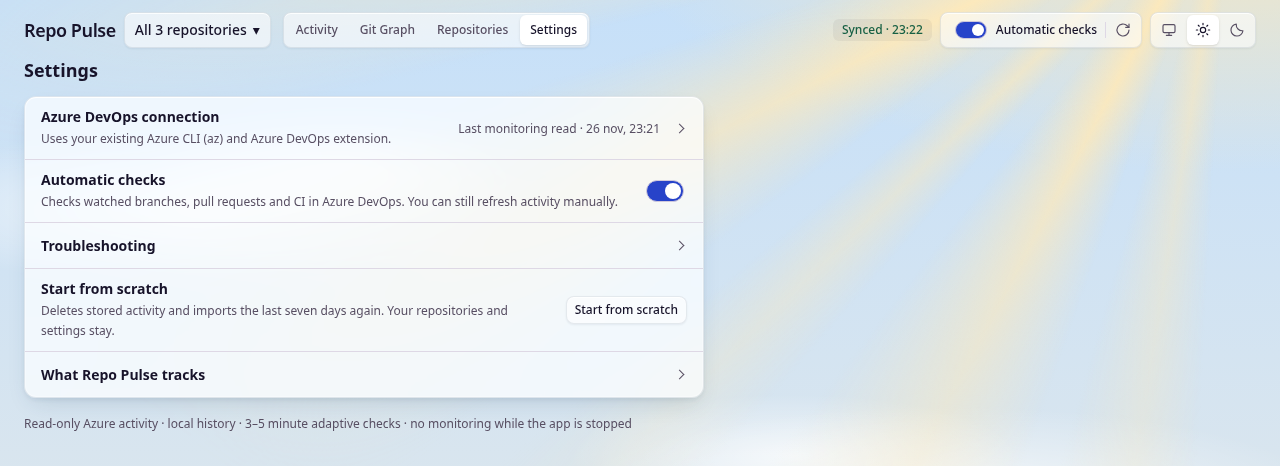 Repo Pulse
All 3 repositories ▾
Activity
Git Graph
Repositories
Settings
Synced · 23:22
Automatic checks
Settings
Azure DevOps connection
Uses your existing Azure CLI (az) and Azure DevOps extension.
Last monitoring read · 26 nov, 23:21
Automatic checks
Checks watched branches, pull requests and CI in Azure DevOps. You can still refresh activity manually.
Troubleshooting
Start from scratch
Deletes stored activity and imports the last seven days again. Your repositories and
settings stay.
Start from scratch
What Repo Pulse tracks
Read-only Azure activity · local history · 3–5 minute adaptive checks · no monitoring while the app is stopped